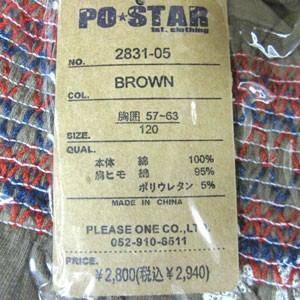 PO★STAR
int. clothing
NO. 2831-05
COL. BROWN
胸囲 57~63
SIZE. 120
QUAL.
本体 綿 100%
肩ヒモ 綿 95%
ポリウレタン 5%
MADE IN CHINA
PLEASE ONE CO.,LTD.
052-910-6511
PRICE.
¥2,800(税込¥2,940)